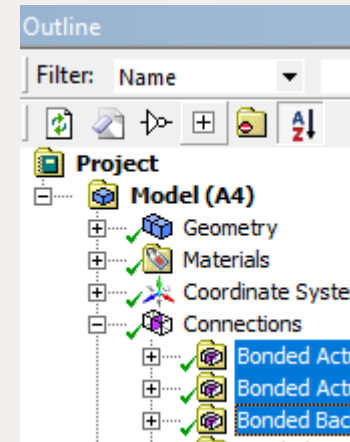 Outline
Filter: Name
Project
Model (A4)
Geometry
Materials
Coordinate Syste
Connections
Bonded Act
Bonded Act
Bonded Bac